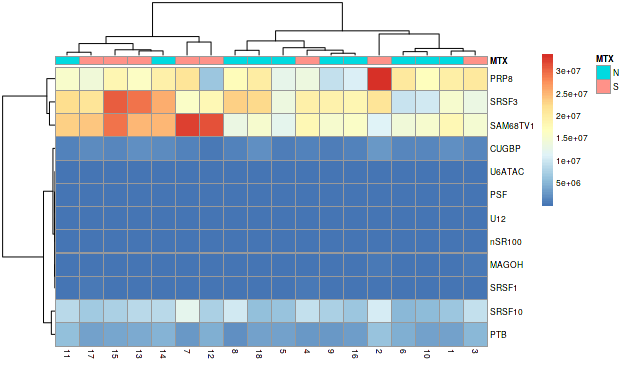 MTX
PRP8
SRSF3
SAM68TV1
CUGBP
U6ATAC
PSF
U12
nSR100
MAGOH
SRSF1
SRSF10
PTB
11 17 15 13 14 7 12 8 18 5 4 9 16 2 6 10 1 3
3e+07
2.5e+07
2e+07
1.5e+07
1e+07
5e+06
MTX
N
S